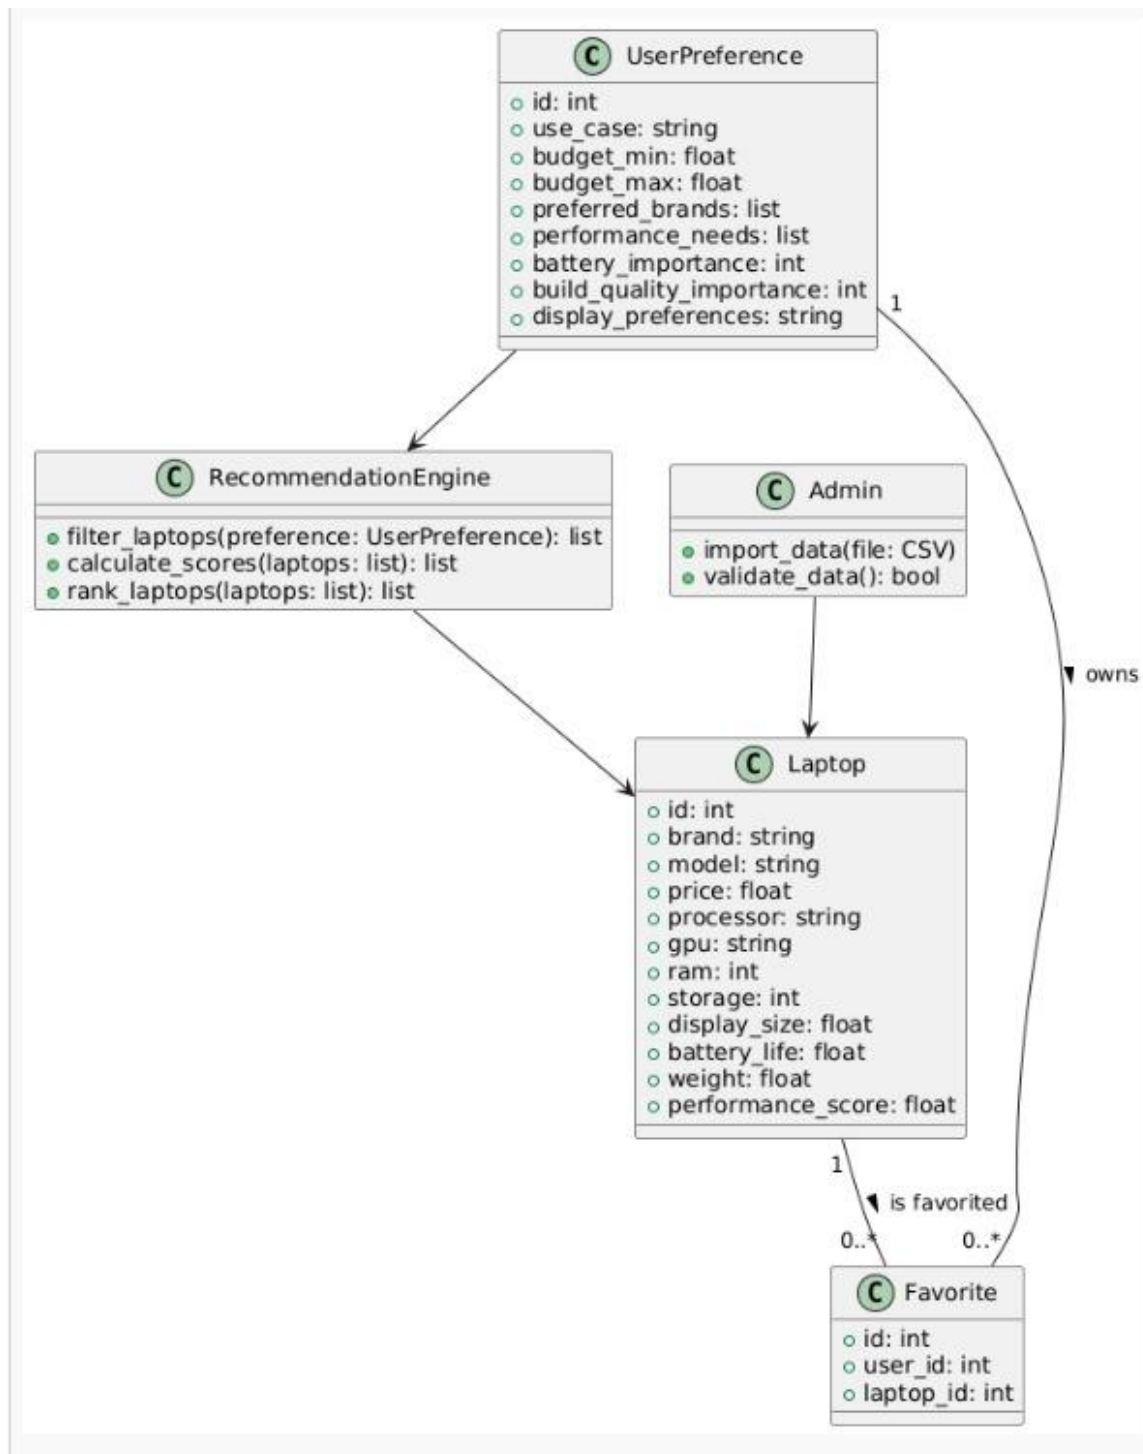 C UserPreference
id: int
use_case: string
budget_min: float
budget_max: float
preferred_brands: list
performance_needs: list
battery_importance: int
build_quality_importance: int
display_preferences: string
1
C RecommendationEngine
filter_laptops(preference: UserPreference): list
calculate_scores(laptops: list): list
rank_laptops(laptops: list): list
C Admin
import_data(file: CSV)
validate_data(): bool
owns
C Laptop
id: int
brand: string
model: string
price: float
processor: string
gpu: string
ram: int
storage: int
display_size: float
battery_life: float
weight: float
performance_score: float
1
is favorited
0..*
0..*
C Favorite
id: int
user_id: int
laptop_id: int